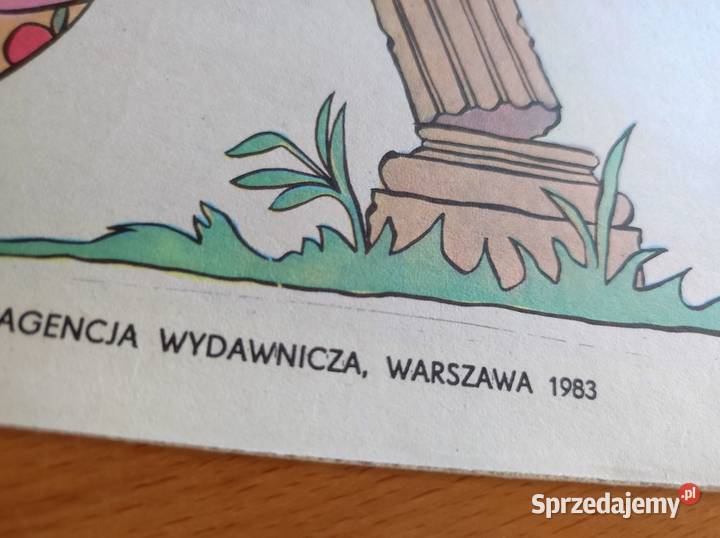 AGENCJA WYDAWNICZA, WARSZAWA 1983
Sprzedajemy.pl